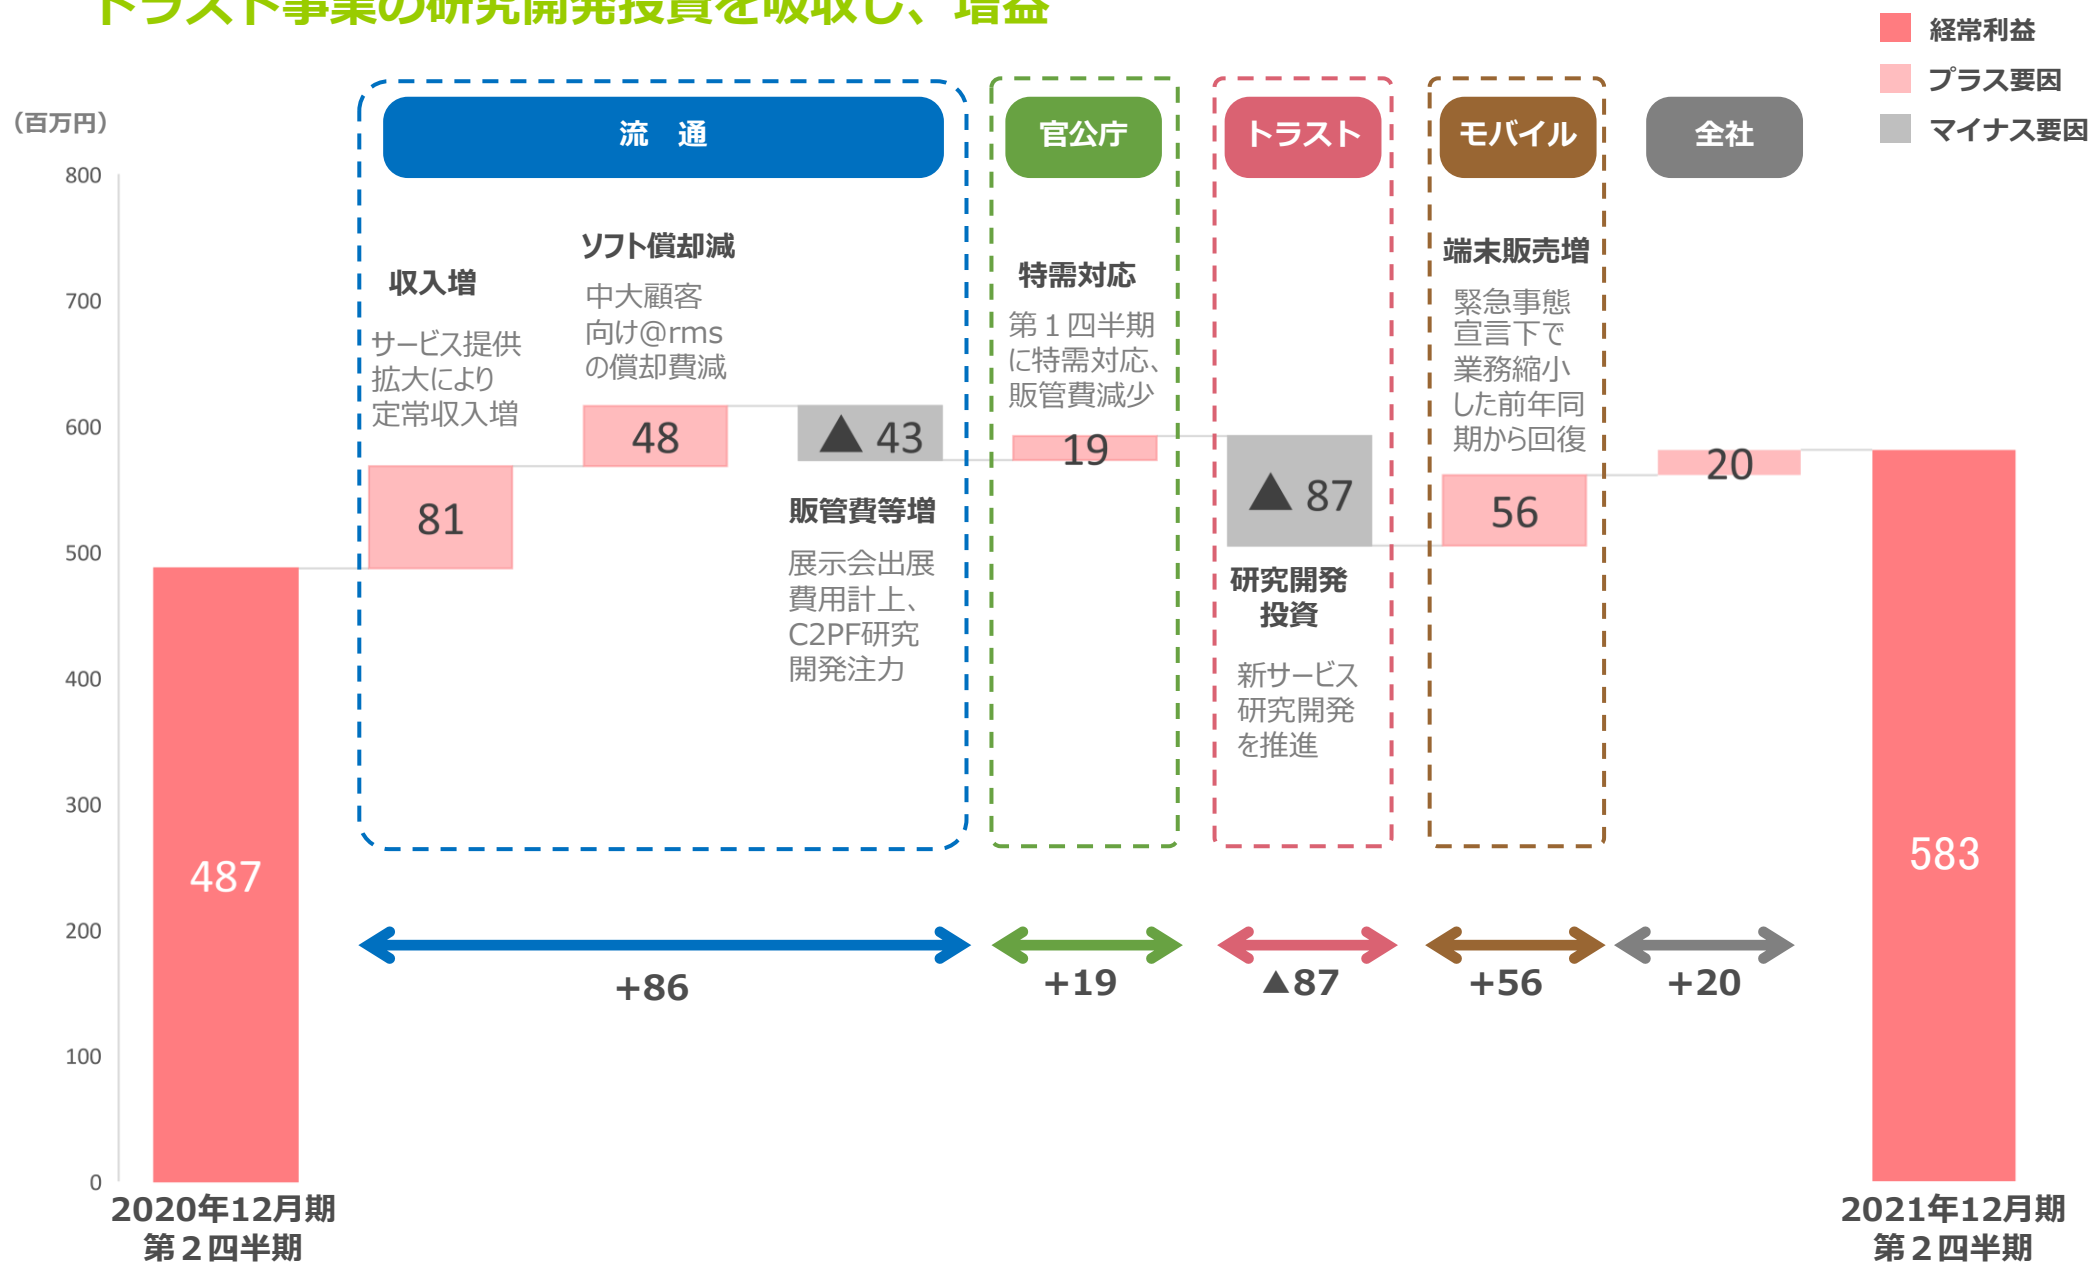 トラスト事業の研究開発投資を吸収し、増益
経常利益
プラス要因
マイナス要因
（百万円）
800
700
600
500
400
300
200
100
0
流　通
官公庁
トラスト
モバイル
全社
収入増
サービス提供
拡大により
定常収入増
81
ソフト償却減
中大顧客
向け@rms
の償却費減
48
▲ 43
販管費等増
展示会出展
費用計上、
C2PF研究
開発注力
特需対応
第１四半期
に特需対応、
販管費減少
19
▲ 87
研究開発
投資
新サービス
研究開発
を推進
端末販売増
緊急事態
宣言下で
業務縮小
した前年同
期から回復
56
20
487
583
+86
+19
▲87
+56
+20
2020年12月期
第２四半期
2021年12月期
第２四半期